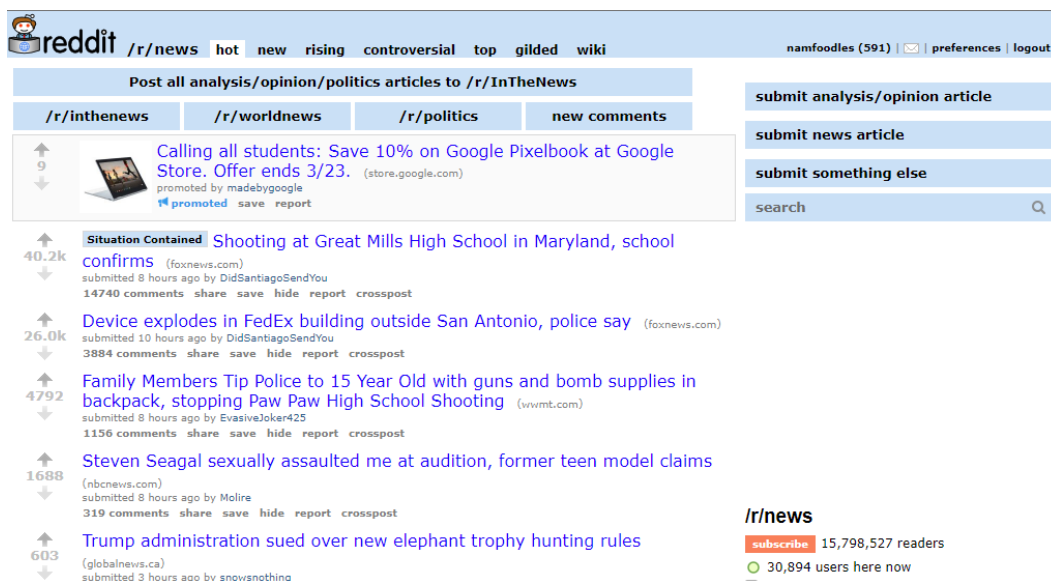 reddit /r/news hot new rising controversial top gilded wiki namfoodles (591) | | preferences | logout
Post all analysis/opinion/politics articles to /r/InTheNews
/r/inthenews /r/worldnews /r/politics new comments
9
Calling all students: Save 10% on Google Pixelbook at Google
Store. Offer ends 3/23. (store.google.com)
promoted by madebygoogle
promoted save report
40.2k
Situation Contained Shooting at Great Mills High School in Maryland, school
confirms (foxnews.com)
submitted 8 hours ago by DidSantiagoSendYou
14740 comments share save hide report crosspost
26.0k
Device explodes in FedEx building outside San Antonio, police say (foxnews.com)
submitted 10 hours ago by DidSantiagoSendYou
3884 comments share save hide report crosspost
4792
Family Members Tip Police to 15 Year Old with guns and bomb supplies in
backpack, stopping Paw Paw High School Shooting (wwmt.com)
submitted 8 hours ago by EvasiveJoker425
1156 comments share save hide report crosspost
1688
Steven Seagal sexually assaulted me at audition, former teen model claims
(nbcnews.com)
submitted 8 hours ago by Molire
319 comments share save hide report crosspost
603
Trump administration sued over new elephant trophy hunting rules
(globalnews.ca)
submitted 3 hours ago by snowsnothing
submit analysis/opinion article
submit news article
submit something else
search
/r/news
subscribe 15,798,527 readers
30,894 users here now